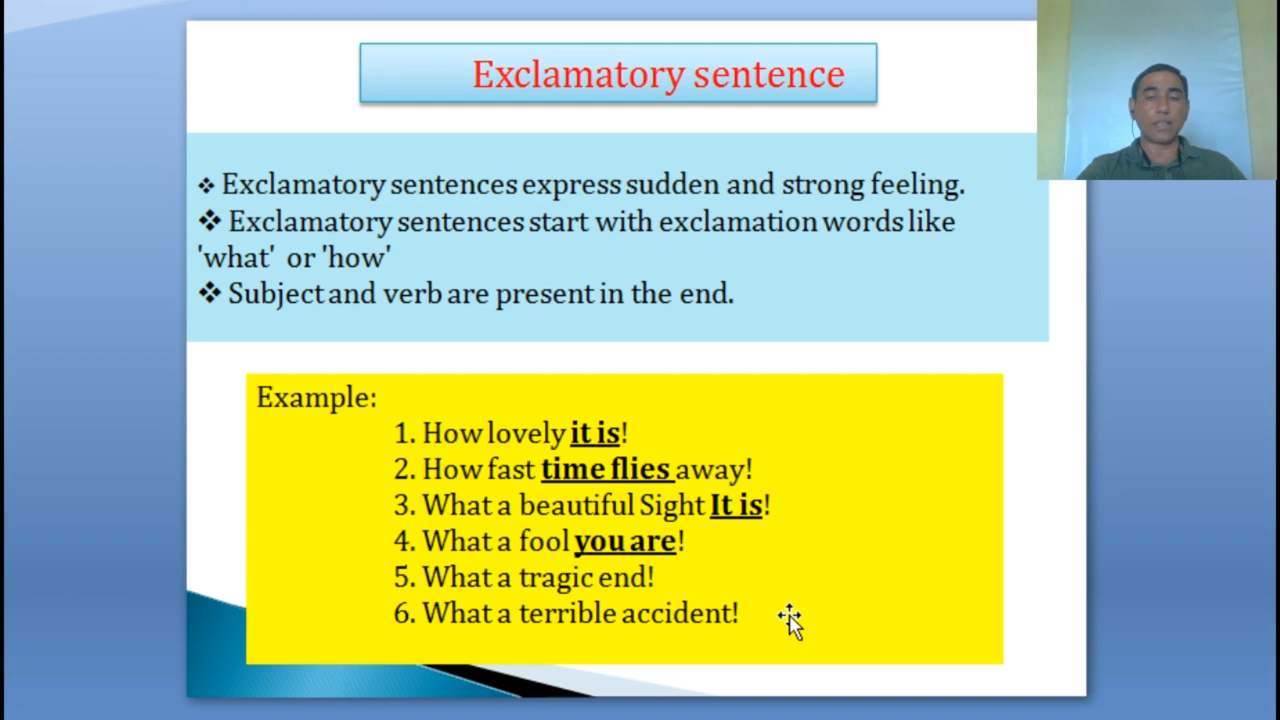 Exclamatory sentence
❖ Exclamatory sentences express sudden and strong feeling.
❖ Exclamatory sentences start with exclamation words like
'what' or 'how'
❖ Subject and verb are present in the end.
Example:
1. How lovely it is!
2. How fast time flies away!
3. What a beautiful Sight It is!
4. What a fool you are!
5. What a tragic end!
6. What a terrible accident!